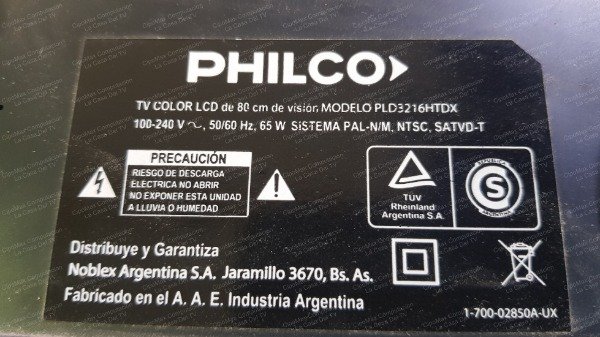 PHILCO
TV COLOR LCD de 80 cm de visión. MODELO PLD3216HTDX
100-240 V ~, 50/60 Hz, 65 W SISTEMA PAL-N/M, NTSC, SATVD-T
PRECAUCIÓN
RIESGO DE DESCARGA
ELECTRICA NO ABRIR
NO EXPONER ESTA UNIDAD
A LLUVIA O HUMEDAD
TÜV
Rheinland
Argentina S.A.
REPUBLICA
S
ARGENTINA
Distribuye y Garantiza
Noblex Argentina S.A. Jaramillo 3670, Bs. As.
Fabricado en el A. A. E. Industria Argentina
1-700-02850A-UX